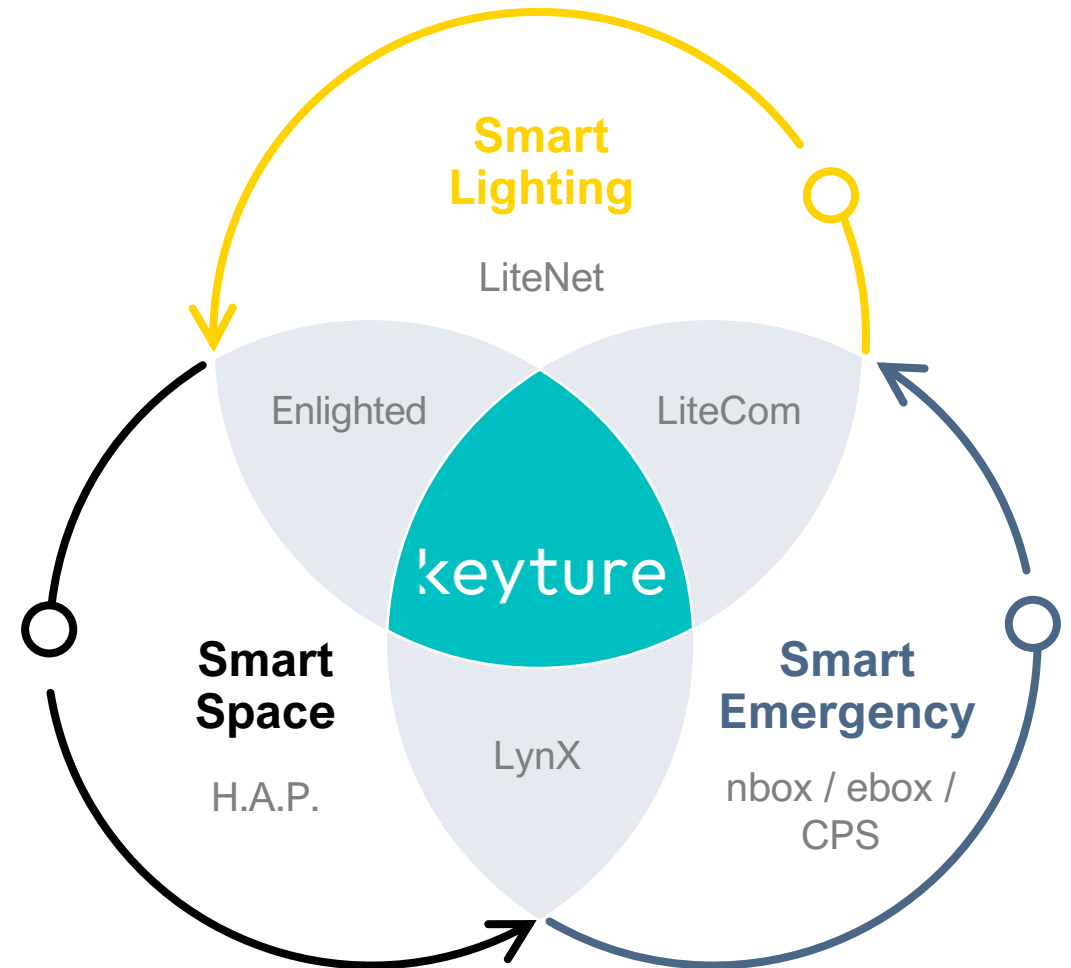 Smart
Lighting
LiteNet
Enlighted
LiteCom
keyture
Smart
Space
H.A.P.
LynX
Smart
Emergency
nbox / ebox /
CPS